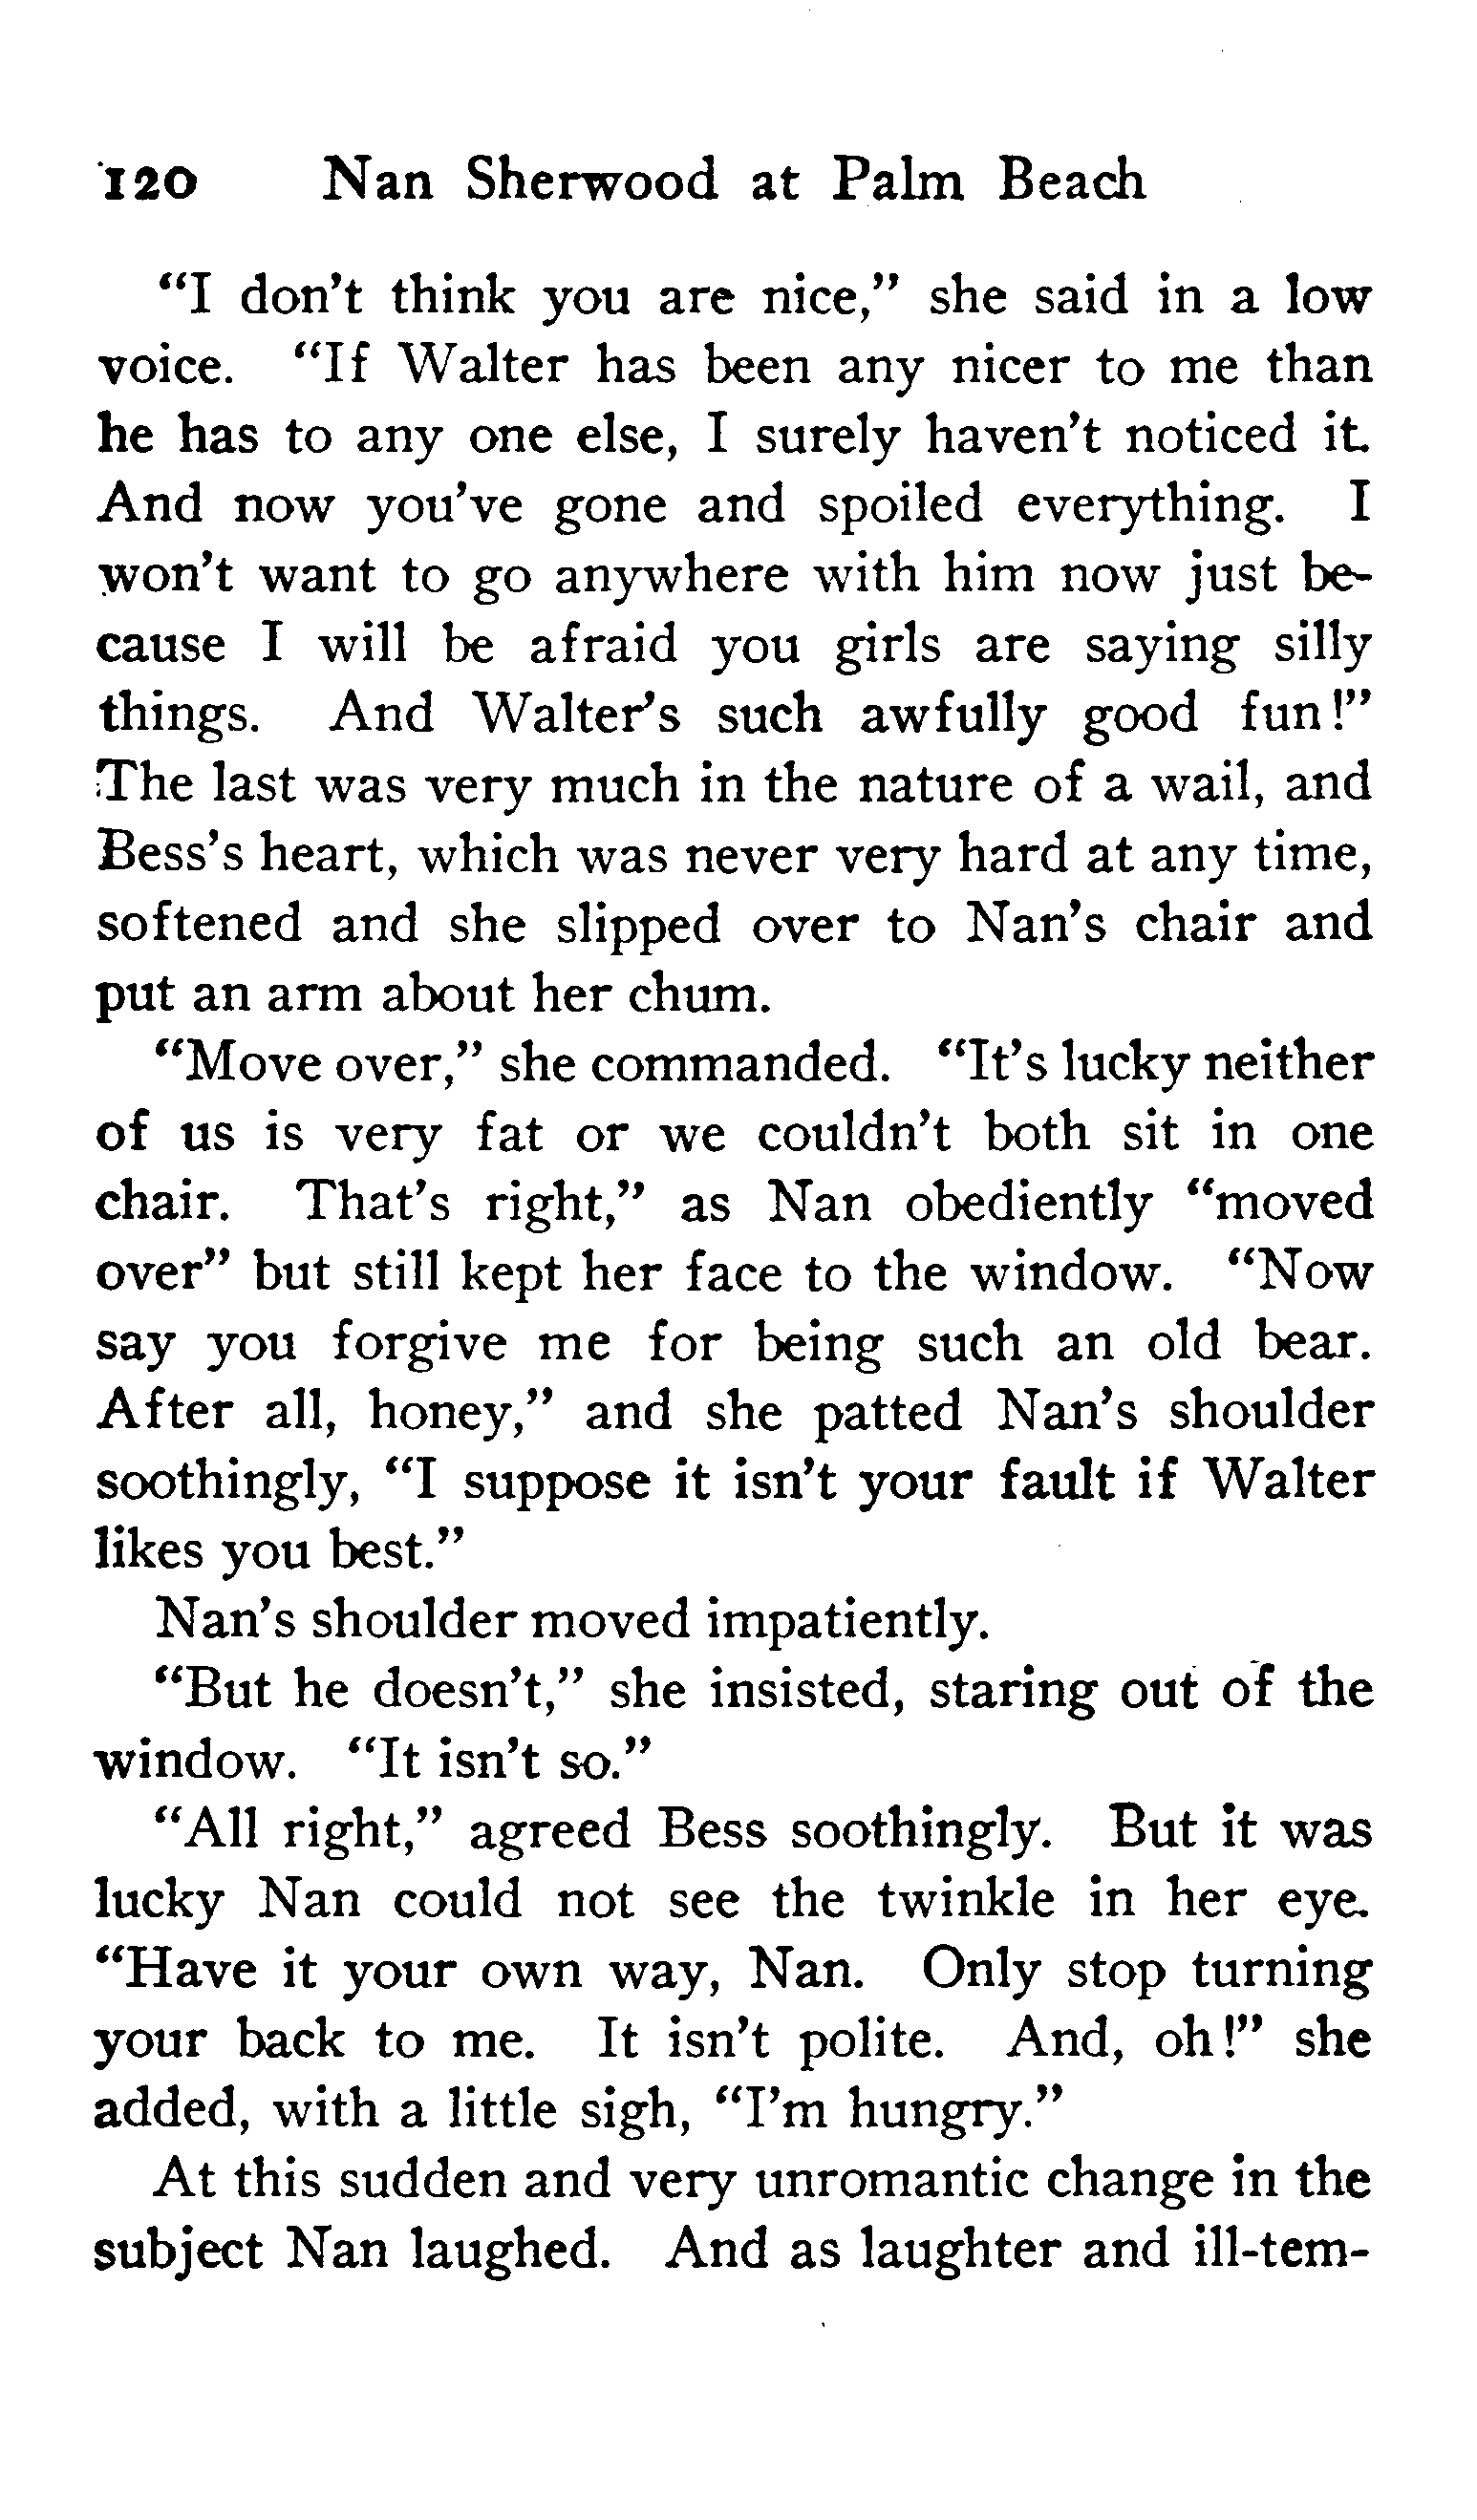 120 Nan Sherwood at Palm Beach
“I don't think you are nice,” she said in a low
voice. “If Walter has been any nicer to me than
he has to any one else, I surely haven't noticed it.
And now you've gone and spoiled everything. I
won't want to go anywhere with him now just be-
cause I will be afraid you girls are saying silly
things. And Walter's such awfully good fun!”
The last was very much in the nature of a wail, and
Bess's heart, which was never very hard at any time,
softened and she slipped over to Nan's chair and
put an arm about her chum.
“Move over,” she commanded. “It's lucky neither
of us is very fat or we couldn't both sit in one
chair. That's right,” as Nan obediently “moved
over” but still kept her face to the window. “Now
say you forgive me for being such an old bear.
After all, honey,” and she patted Nan's shoulder
soothingly, “I suppose it isn't your fault if Walter
likes you best.”
Nan's shoulder moved impatiently.
“But he doesn't,” she insisted, staring out of the
window. “It isn't so.”
“All right,” agreed Bess soothingly. But it was
lucky Nan could not see the twinkle in her eye.
“Have it your own way, Nan. Only stop turning
your back to me. It isn't polite. And, oh!” she
added, with a little sigh, “I'm hungry.”
At this sudden and very unromantic change in the
subject Nan laughed. And as laughter and ill-tem-